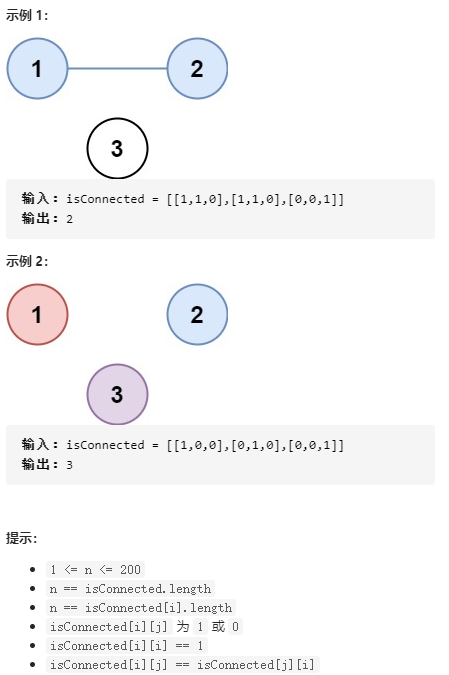 示例 1：
1 2
3
输入：isConnected = [[1,1,0],[1,1,0],[0,0,1]]
输出：2
示例 2：
1 2
3
输入：isConnected = [[1,0,0],[0,1,0],[0,0,1]]
输出：3
提示：
1 <= n <= 200
n == isConnected.length
n == isConnected[i].length
isConnected[i][j] 为 1 或 0
isConnected[i][i] == 1
isConnected[i][j] == isConnected[j][i]